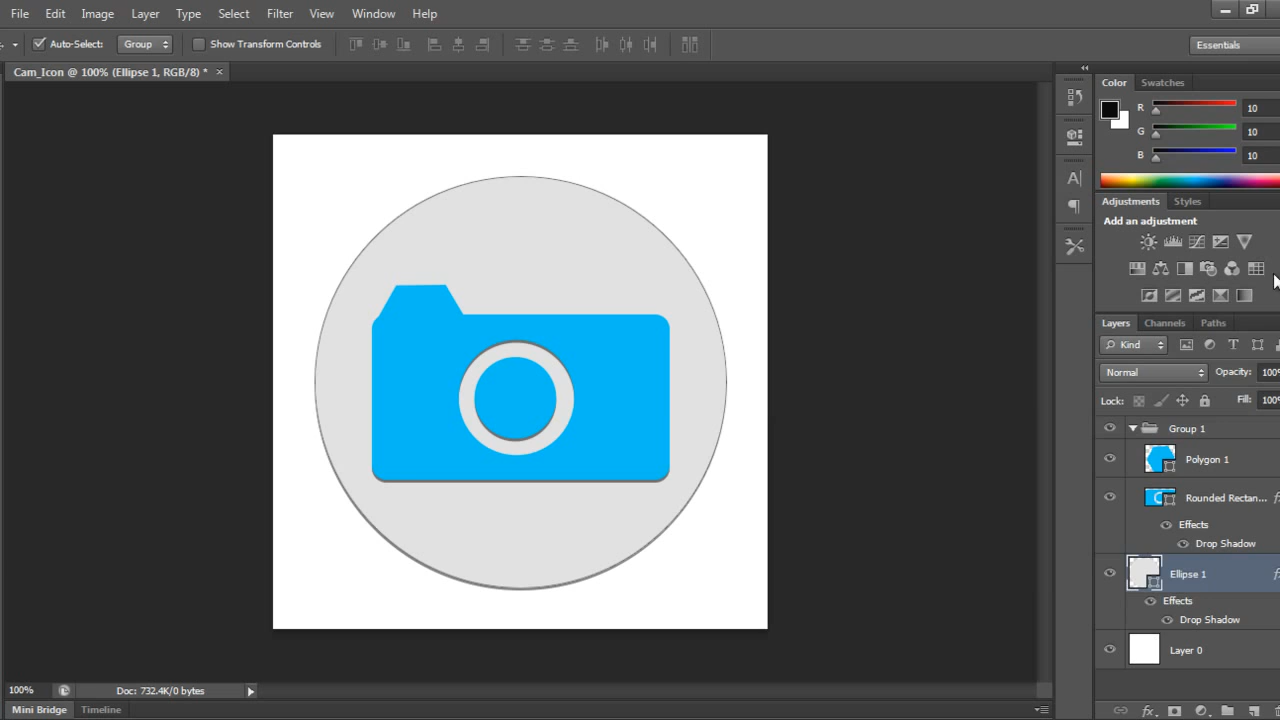 File Edit Image Layer Type Select Filter View Window Help
Auto-Select: Group Show Transform Controls Essentials
Cam_Icon @ 100% (Ellipse 1, RGB/8) * ×
Color Swatches
R 10
G 10
B 10
Adjustments Styles
Add an adjustment
Layers Channels Paths
Kind
Normal Opacity: 100%
Lock: Fill: 100%
Group 1
Polygon 1
Rounded Rectan...
Effects
Drop Shadow
Ellipse 1
Effects
Drop Shadow
Layer 0
100% Doc: 732.4K/0 bytes
Mini Bridge Timeline